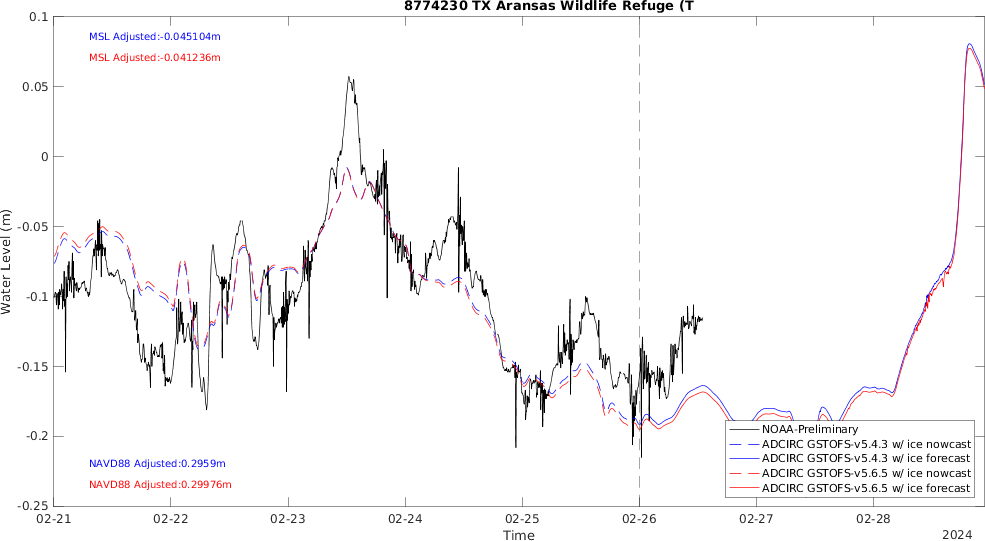 8774230 TX Aransas Wildlife Refuge (T
0.1
0.05
0
-0.05
-0.1
-0.15
-0.2
-0.25
Water Level (m)
MSL Adjusted:-0.045104m
MSL Adjusted:-0.041236m
NAVD88 Adjusted:0.2959m
NAVD88 Adjusted:0.29976m
NOAA-Preliminary
ADCIRC GSTOFS-v5.4.3 w/ ice nowcast
ADCIRC GSTOFS-v5.4.3 w/ ice forecast
ADCIRC GSTOFS-v5.6.5 w/ ice nowcast
ADCIRC GSTOFS-v5.6.5 w/ ice forecast
02-21 02-22 02-23 02-24 02-25 02-26 02-27 02-28
Time
2024